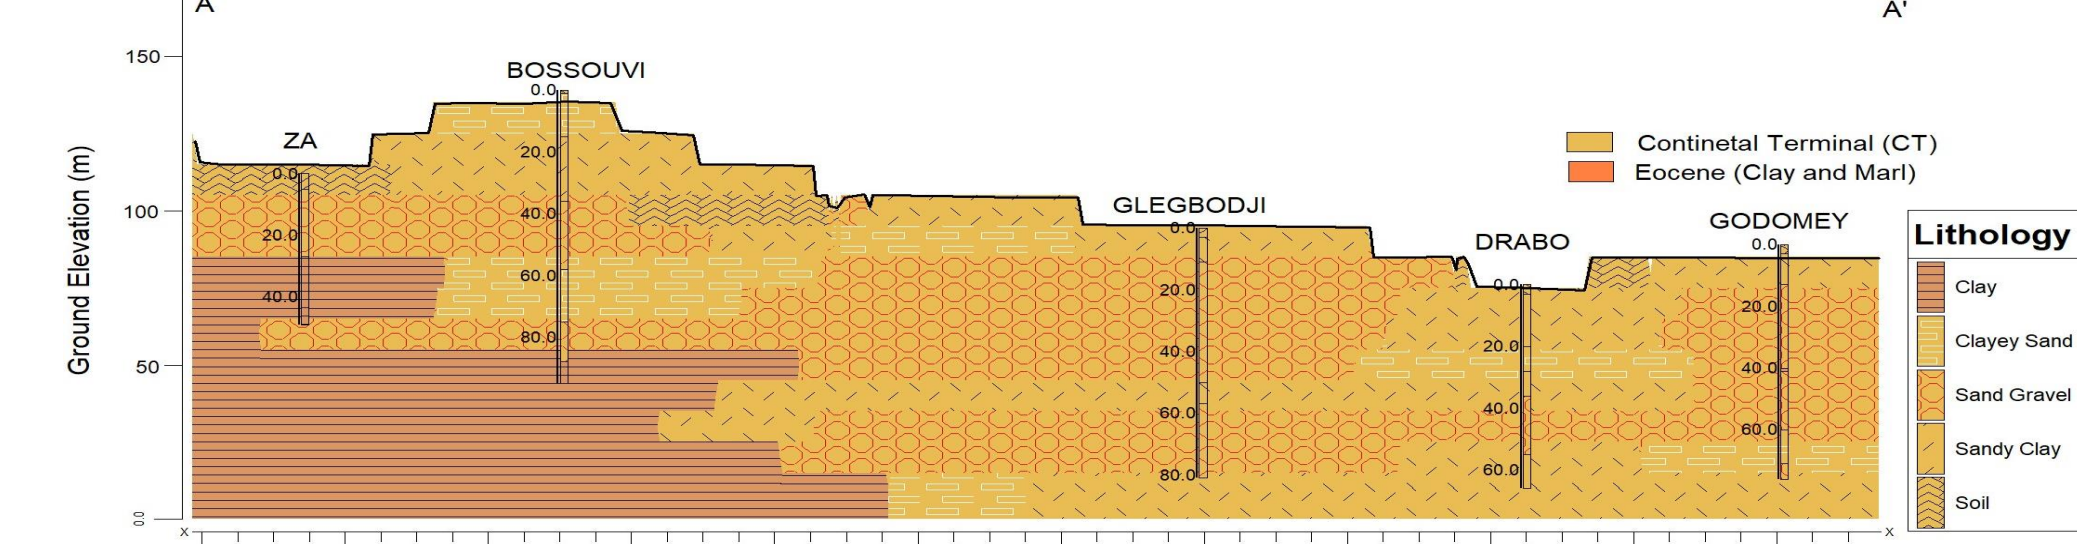 A
A'
150
100
50
0.0
Ground Elevation (m)
ZA
0.0
20.0
40.0
BOSSOUVI
0.0
20.0
40.0
60.0
80.0
GLEGBODJI
0.0
20.0
40.0
60.0
80.0
DRABO
0.0
20.0
40.0
60.0
GODOMEY
0.0
20.0
40.0
60.0
Continetal Terminal (CT)
Eocene (Clay and Marl)
Lithology
Clay
Clayey Sand
Sand Gravel
Sandy Clay
Soil
X
X